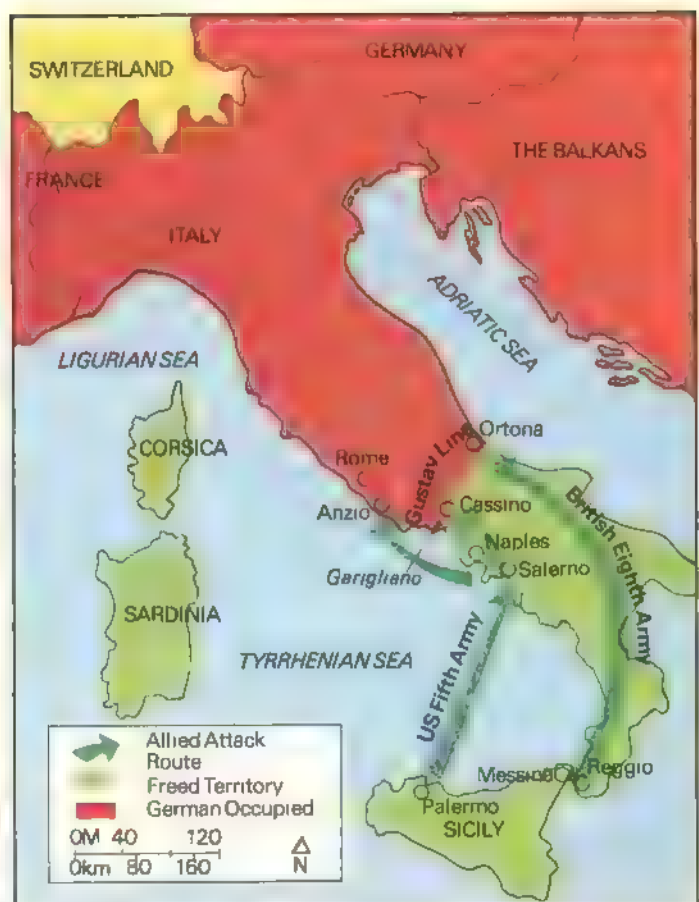 GERMANY
SWITZERLAND
THE BALKANS
FRANCE
ITALY
ADRIATIC SEA
LIGURIAN SEA
CORSICA
Ortona
Rome
Gustav Line
Cassino
Anzio
British Eighth Army
Naples
Salerno
Garigliano
SARDINIA
TYRRHENIAN SEA
US Fifth Army
Allied Attack
Route
Freed Territory
German Occupied
0M 40 120
0km 80 160
N
Messina
Reggio
Palermo
SICILY